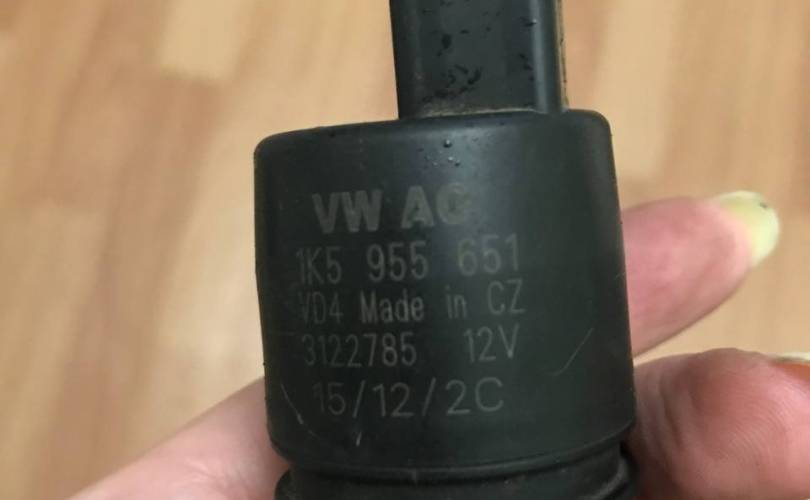 VW AG
1K5 955 651
VD4 Made in CZ
3122785 12V
15/12/2C